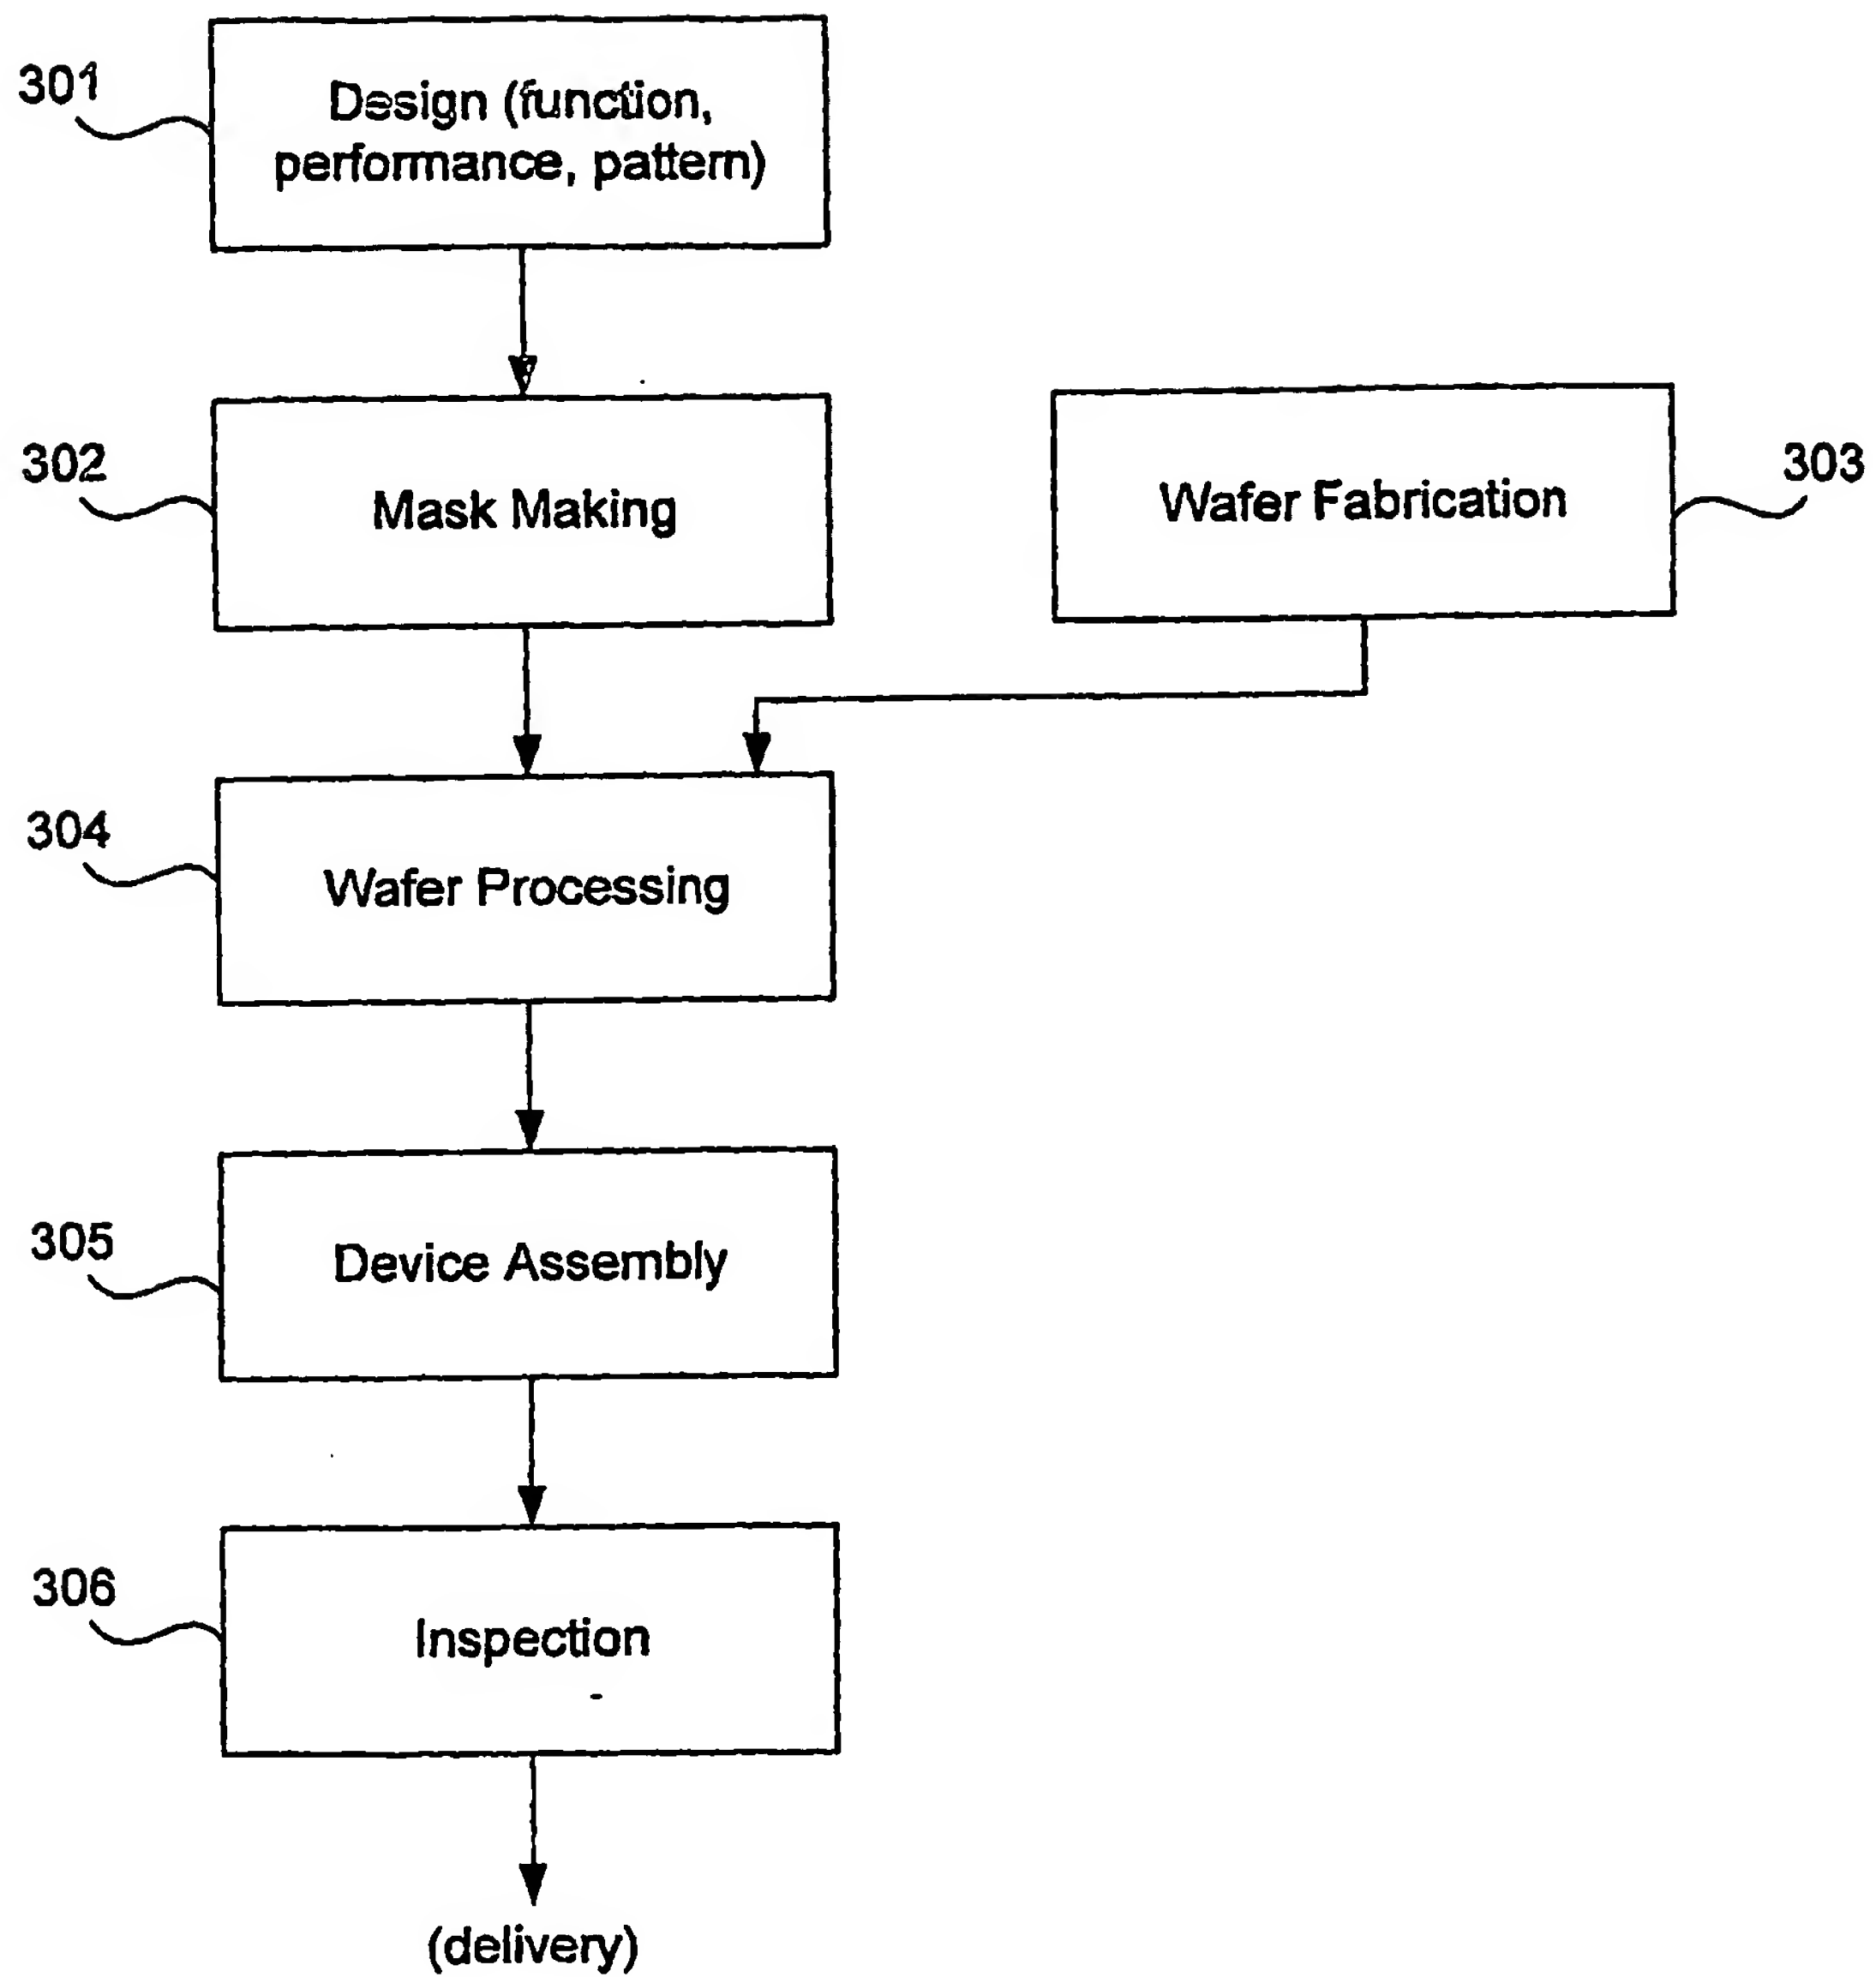 301
Design (function,
performance, pattern)
302
Mask Making
Wafer Fabrication
303
304
Wafer Processing
305
Device Assembly
306
Inspection
(delivery)